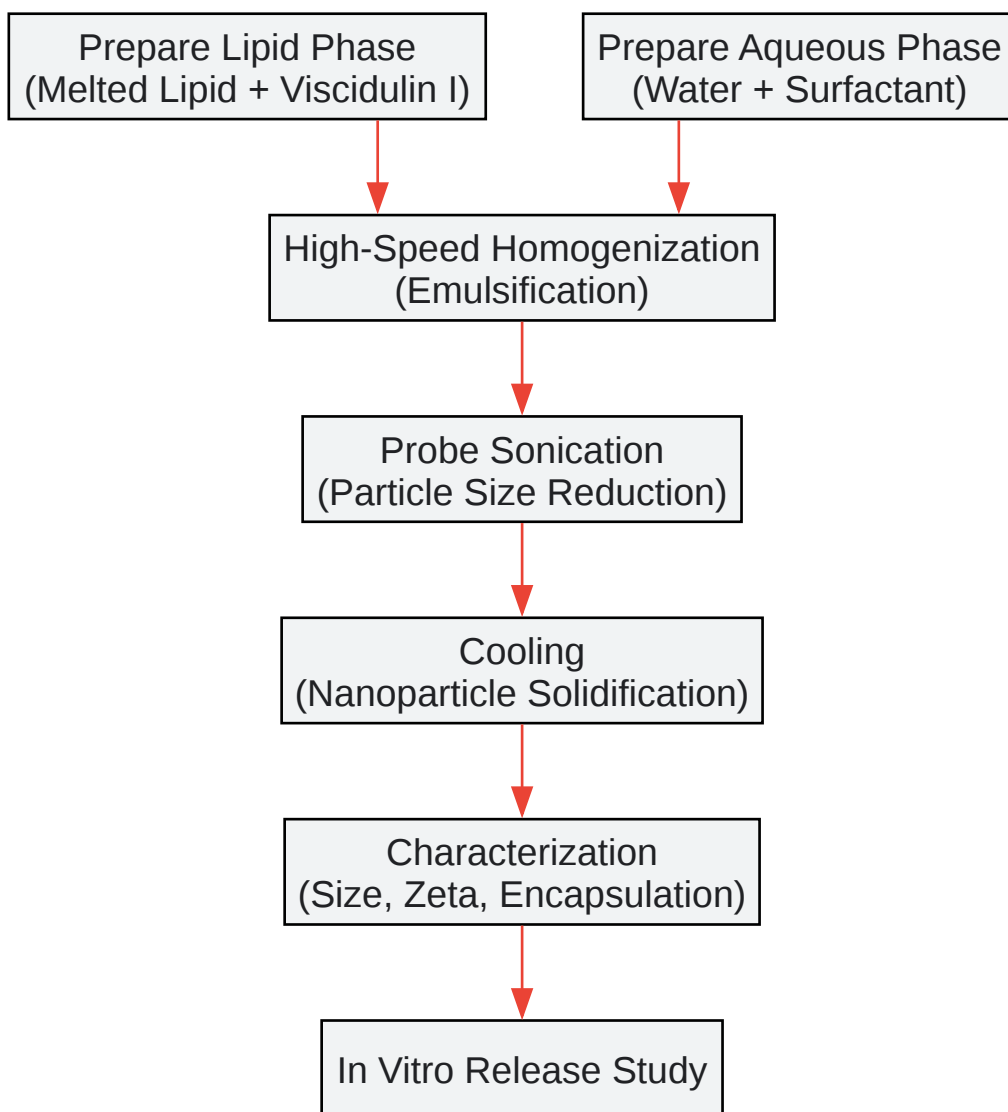 Prepare Lipid Phase
(Melted Lipid + Viscidulin I)
Prepare Aqueous Phase
(Water + Surfactant)
High-Speed Homogenization
(Emulsification)
Probe Sonication
(Particle Size Reduction)
Cooling
(Nanoparticle Solidification)
Characterization
(Size, Zeta, Encapsulation)
In Vitro Release Study